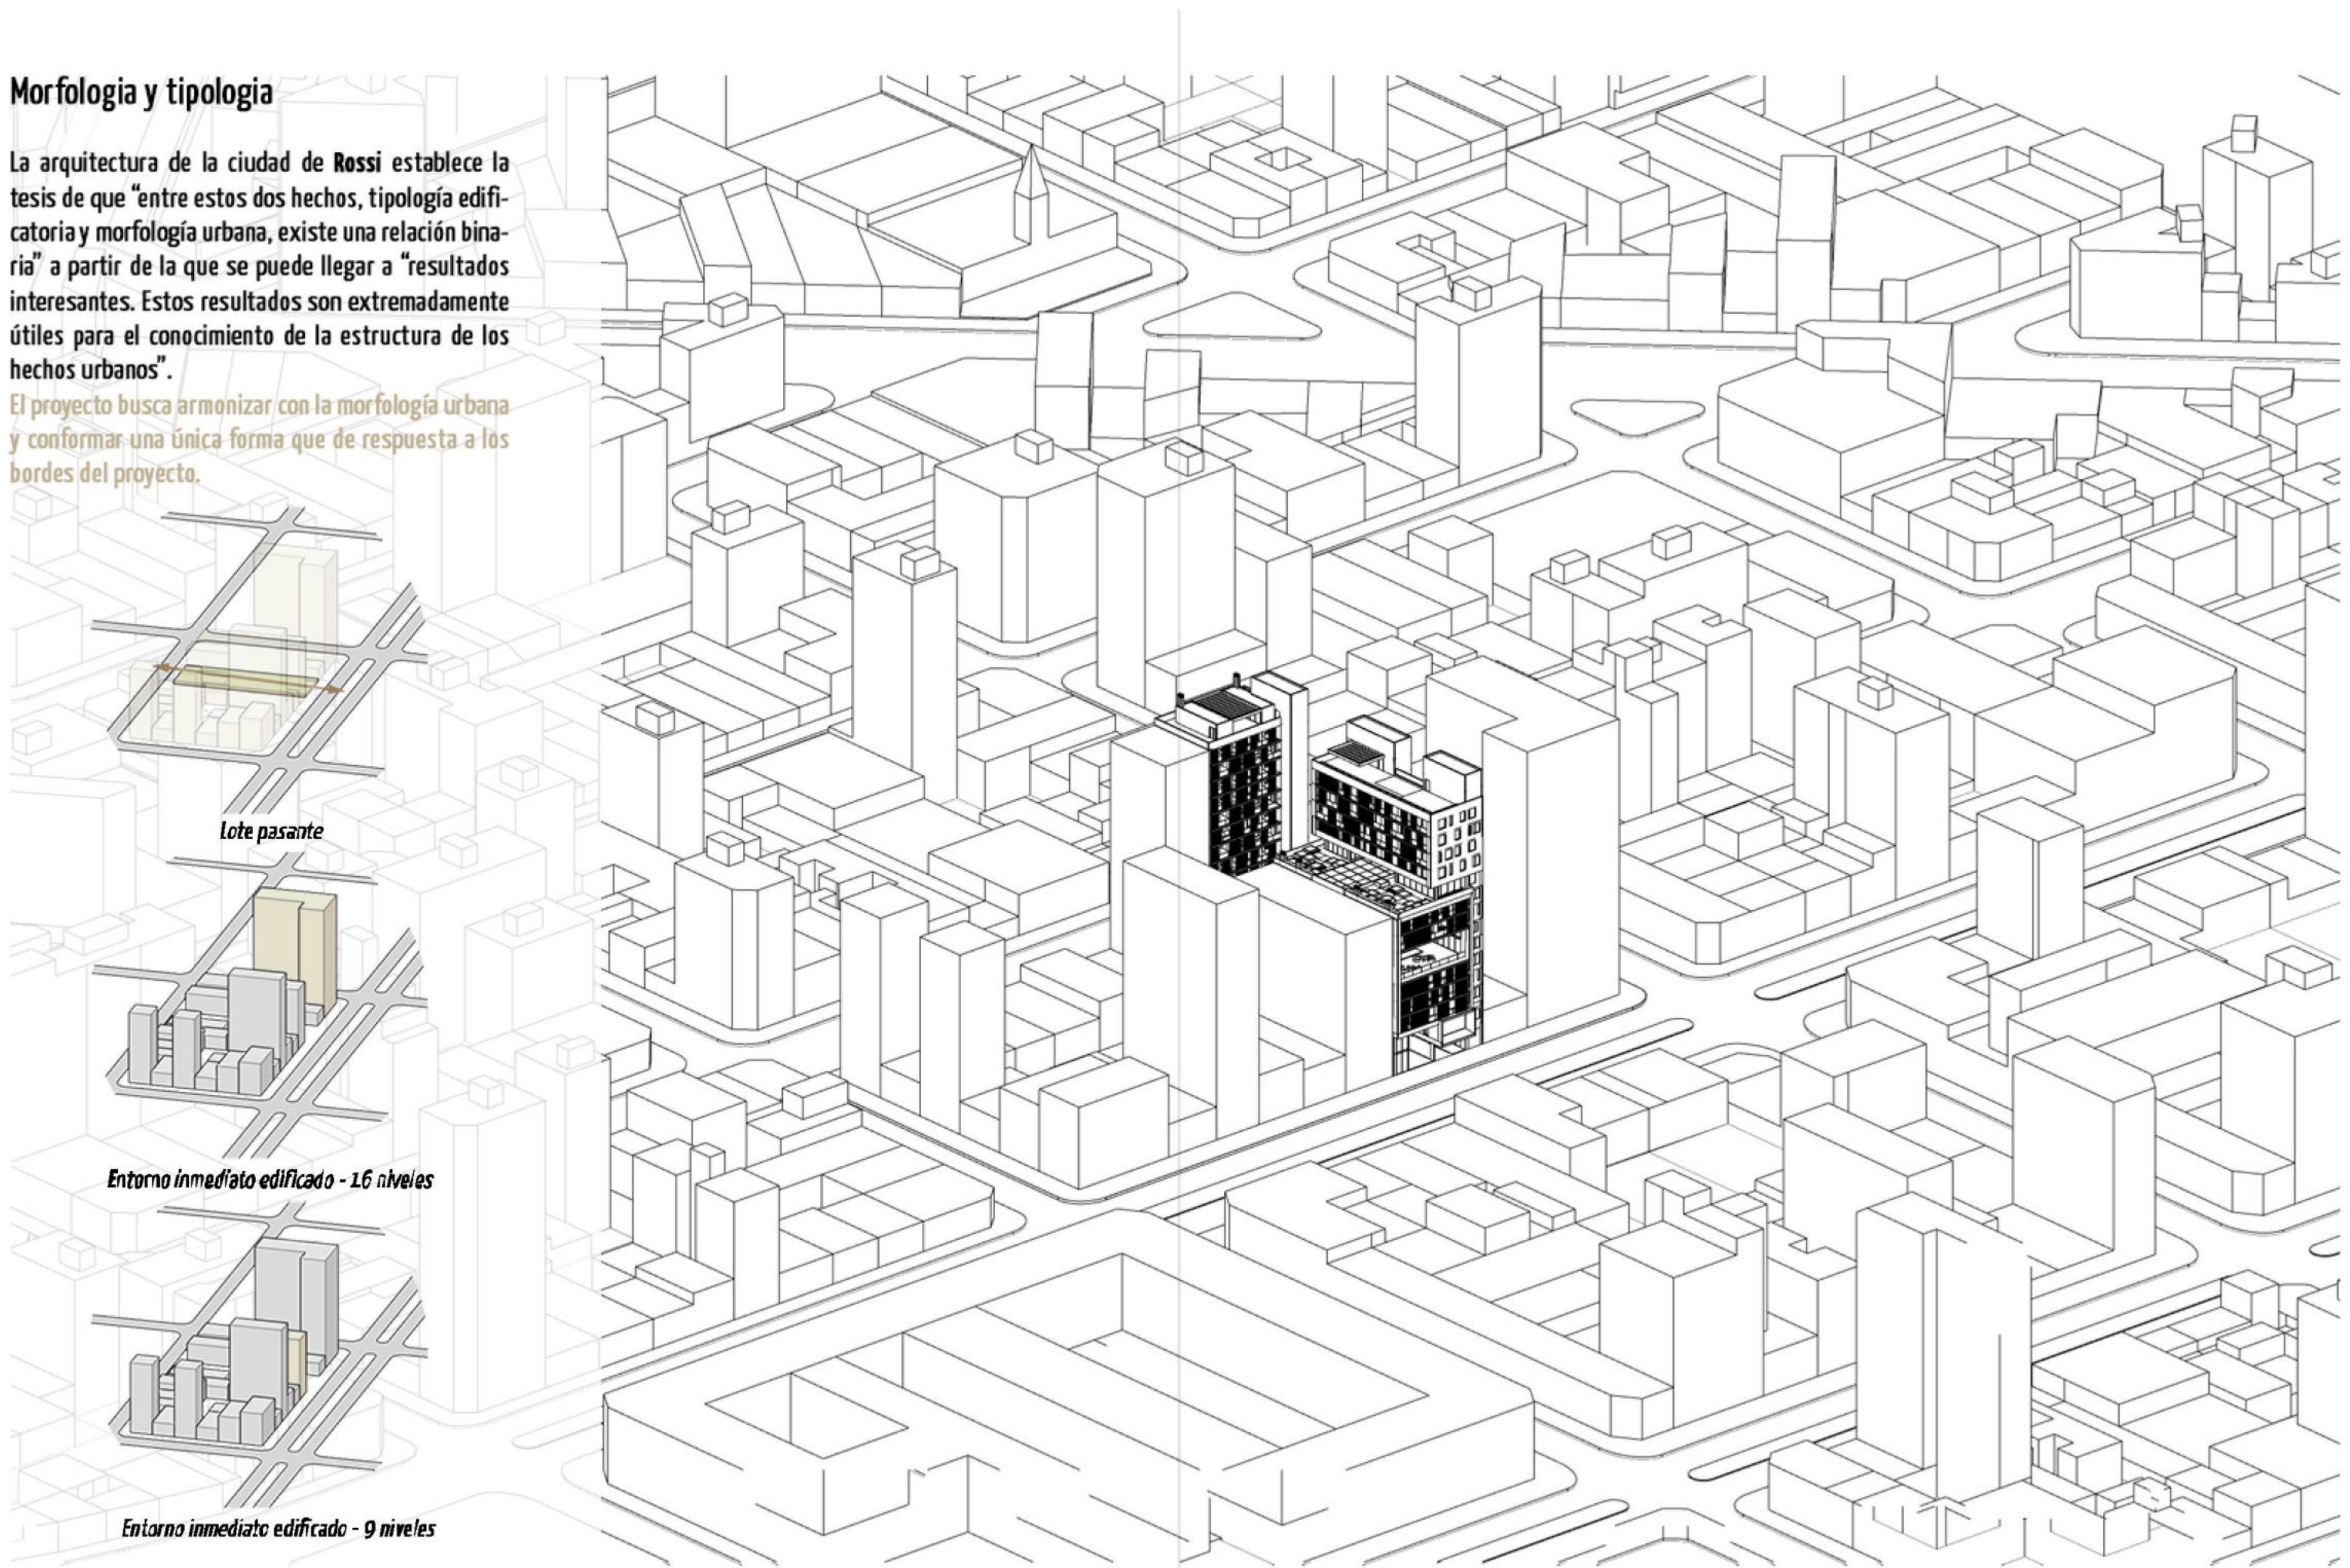 Morfologia y tipologia
La arquitectura de la ciudad de Rossi establece la
tesis de que “entre estos dos hechos, tipología edifi-
catoria y morfología urbana, existe una relación bina-
ria” a partir de la que se puede llegar a “resultados
interesantes. Estos resultados son extremadamente
útiles para el conocimiento de la estructura de los
hechos urbanos”.
El proyecto busca armonizar con la morfología urbana
y conformar una única forma que de respuesta a los
bordes del proyecto.
Lote pasante
Entorno inmediato edificado - 16 niveles
Entorno inmediato edificado - 9 niveles